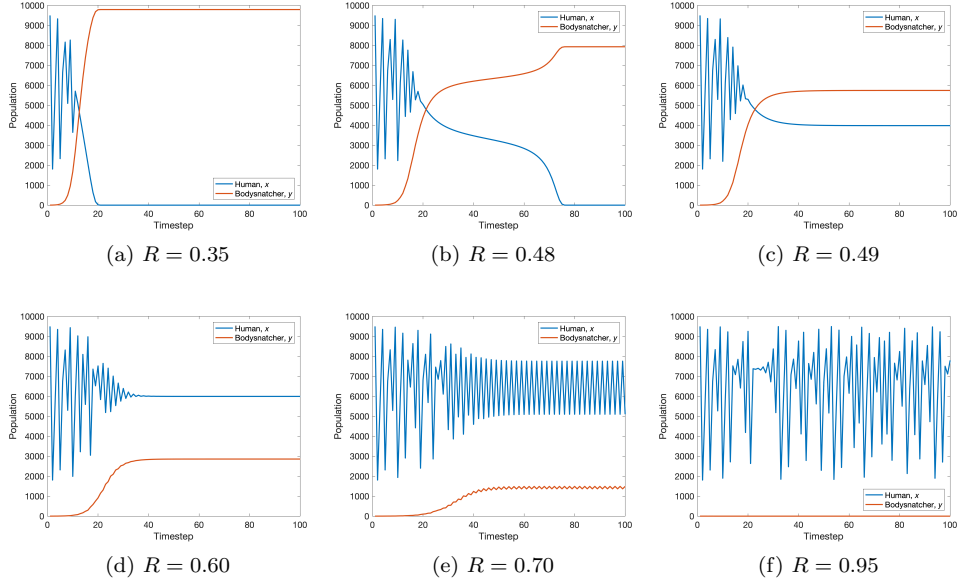 10000
9000
8000
7000
6000
5000
4000
3000
2000
1000
0
Population
Human, x
Bodysnatcher, y
0 20 40 60 80 100
Timestep
(a) R = 0.35
10000
9000
8000
7000
6000
5000
4000
3000
2000
1000
0
Population
Human, x
Bodysnatcher, y
0 20 40 60 80 100
Timestep
(b) R = 0.48
10000
9000
8000
7000
6000
5000
4000
3000
2000
1000
0
Population
Human, x
Bodysnatcher, y
0 20 40 60 80 100
Timestep
(c) R = 0.49
10000
9000
8000
7000
6000
5000
4000
3000
2000
1000
0
Population
Human, x
Bodysnatcher, y
0 20 40 60 80 100
Timestep
(d) R = 0.60
10000
9000
8000
7000
6000
5000
4000
3000
2000
1000
0
Population
Human, x
Bodysnatcher, y
0 20 40 60 80 100
Timestep
(e) R = 0.70
10000
9000
8000
7000
6000
5000
4000
3000
2000
1000
0
Population
Human, x
Bodysnatcher, y
0 20 40 60 80 100
Timestep
(f) R = 0.95